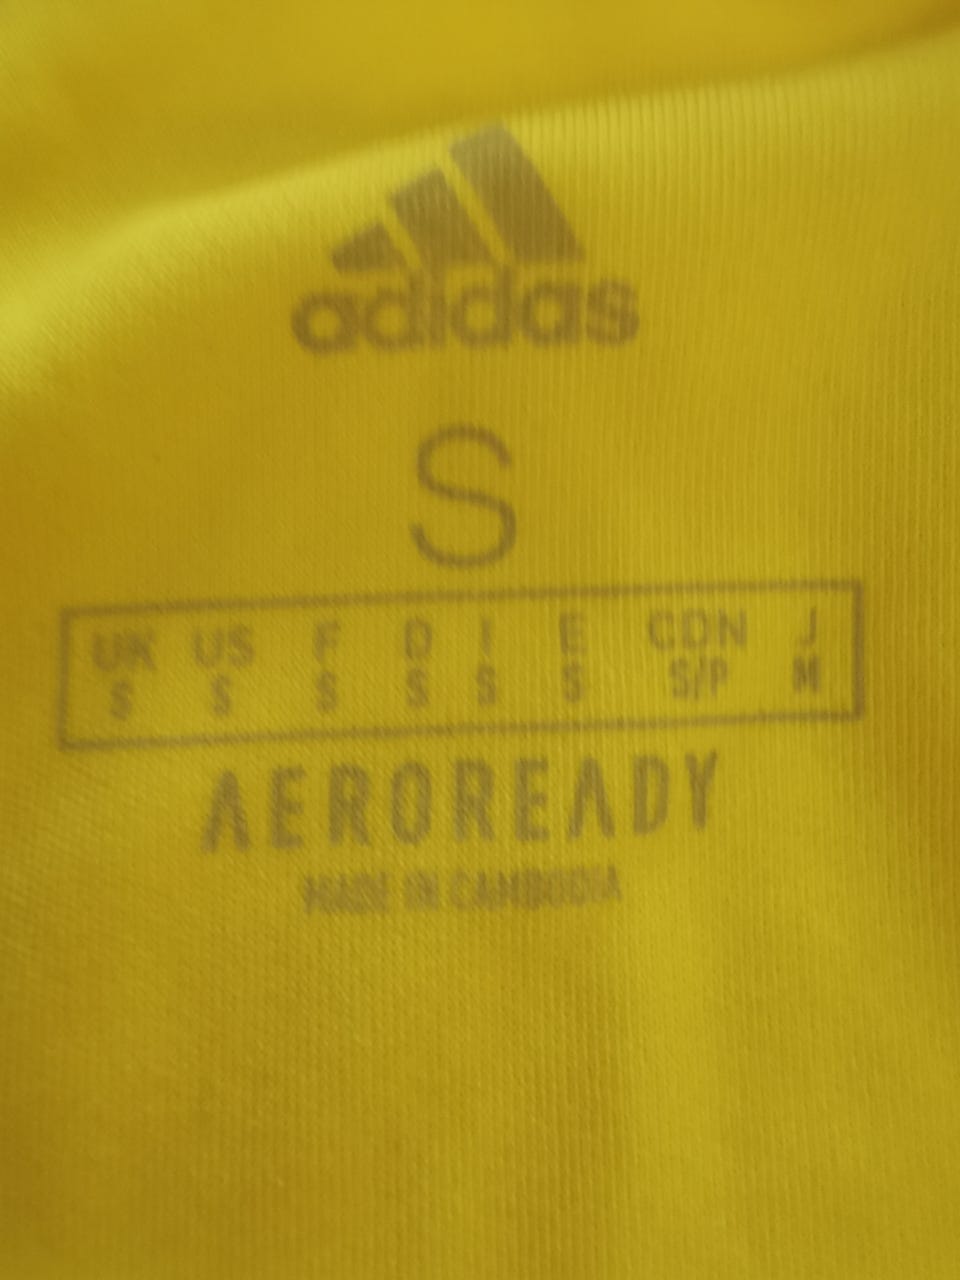 adidas
S
UK US F D I E CDN J
S S S S S S S/P M
AEROREADY
MADE IN CAMBODIA